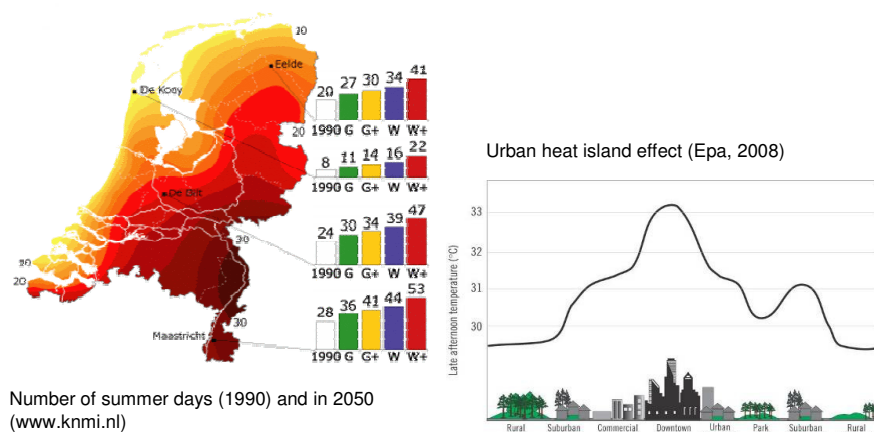 10
Eelde
20 27 30 34 41
1990 G G+ W W+
De Kooy
20
8 11 14 16 22
1990 G G+ W W+
De Bilt
24 30 34 39 47
1990 G G+ W W+
30
20
20
28 36 41 44 53
1990 G G+ W W+
30
Maastricht
Number of summer days (1990) and in 2050
(www.knmi.nl)
Urban heat island effect (Epa, 2008)
Late afternoon temperature (°C)
33
32
31
30
Rural Suburban Commercial Downtown Urban Park Suburban Rural